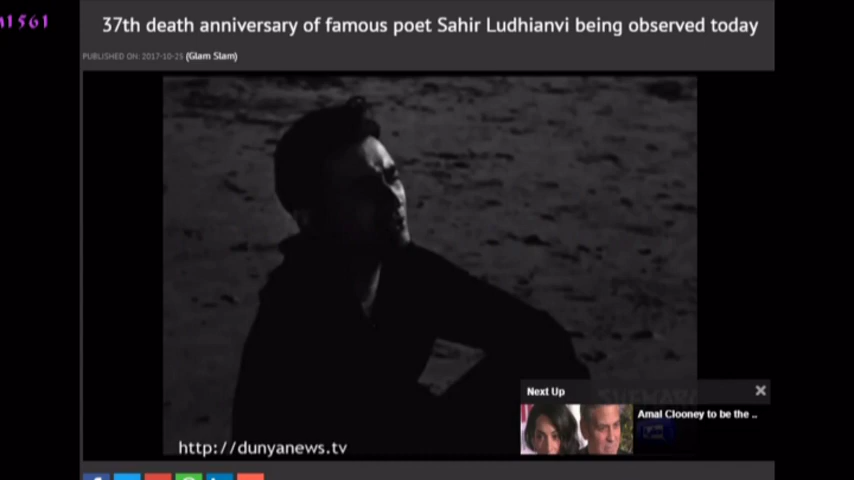 37th death anniversary of famous poet Sahir Ludhianvi being observed today
PUBLISHED ON: 2017-10-25 (Glam Slam)
Next Up
Amal Clooney to be the ..
http://dunyanews.tv